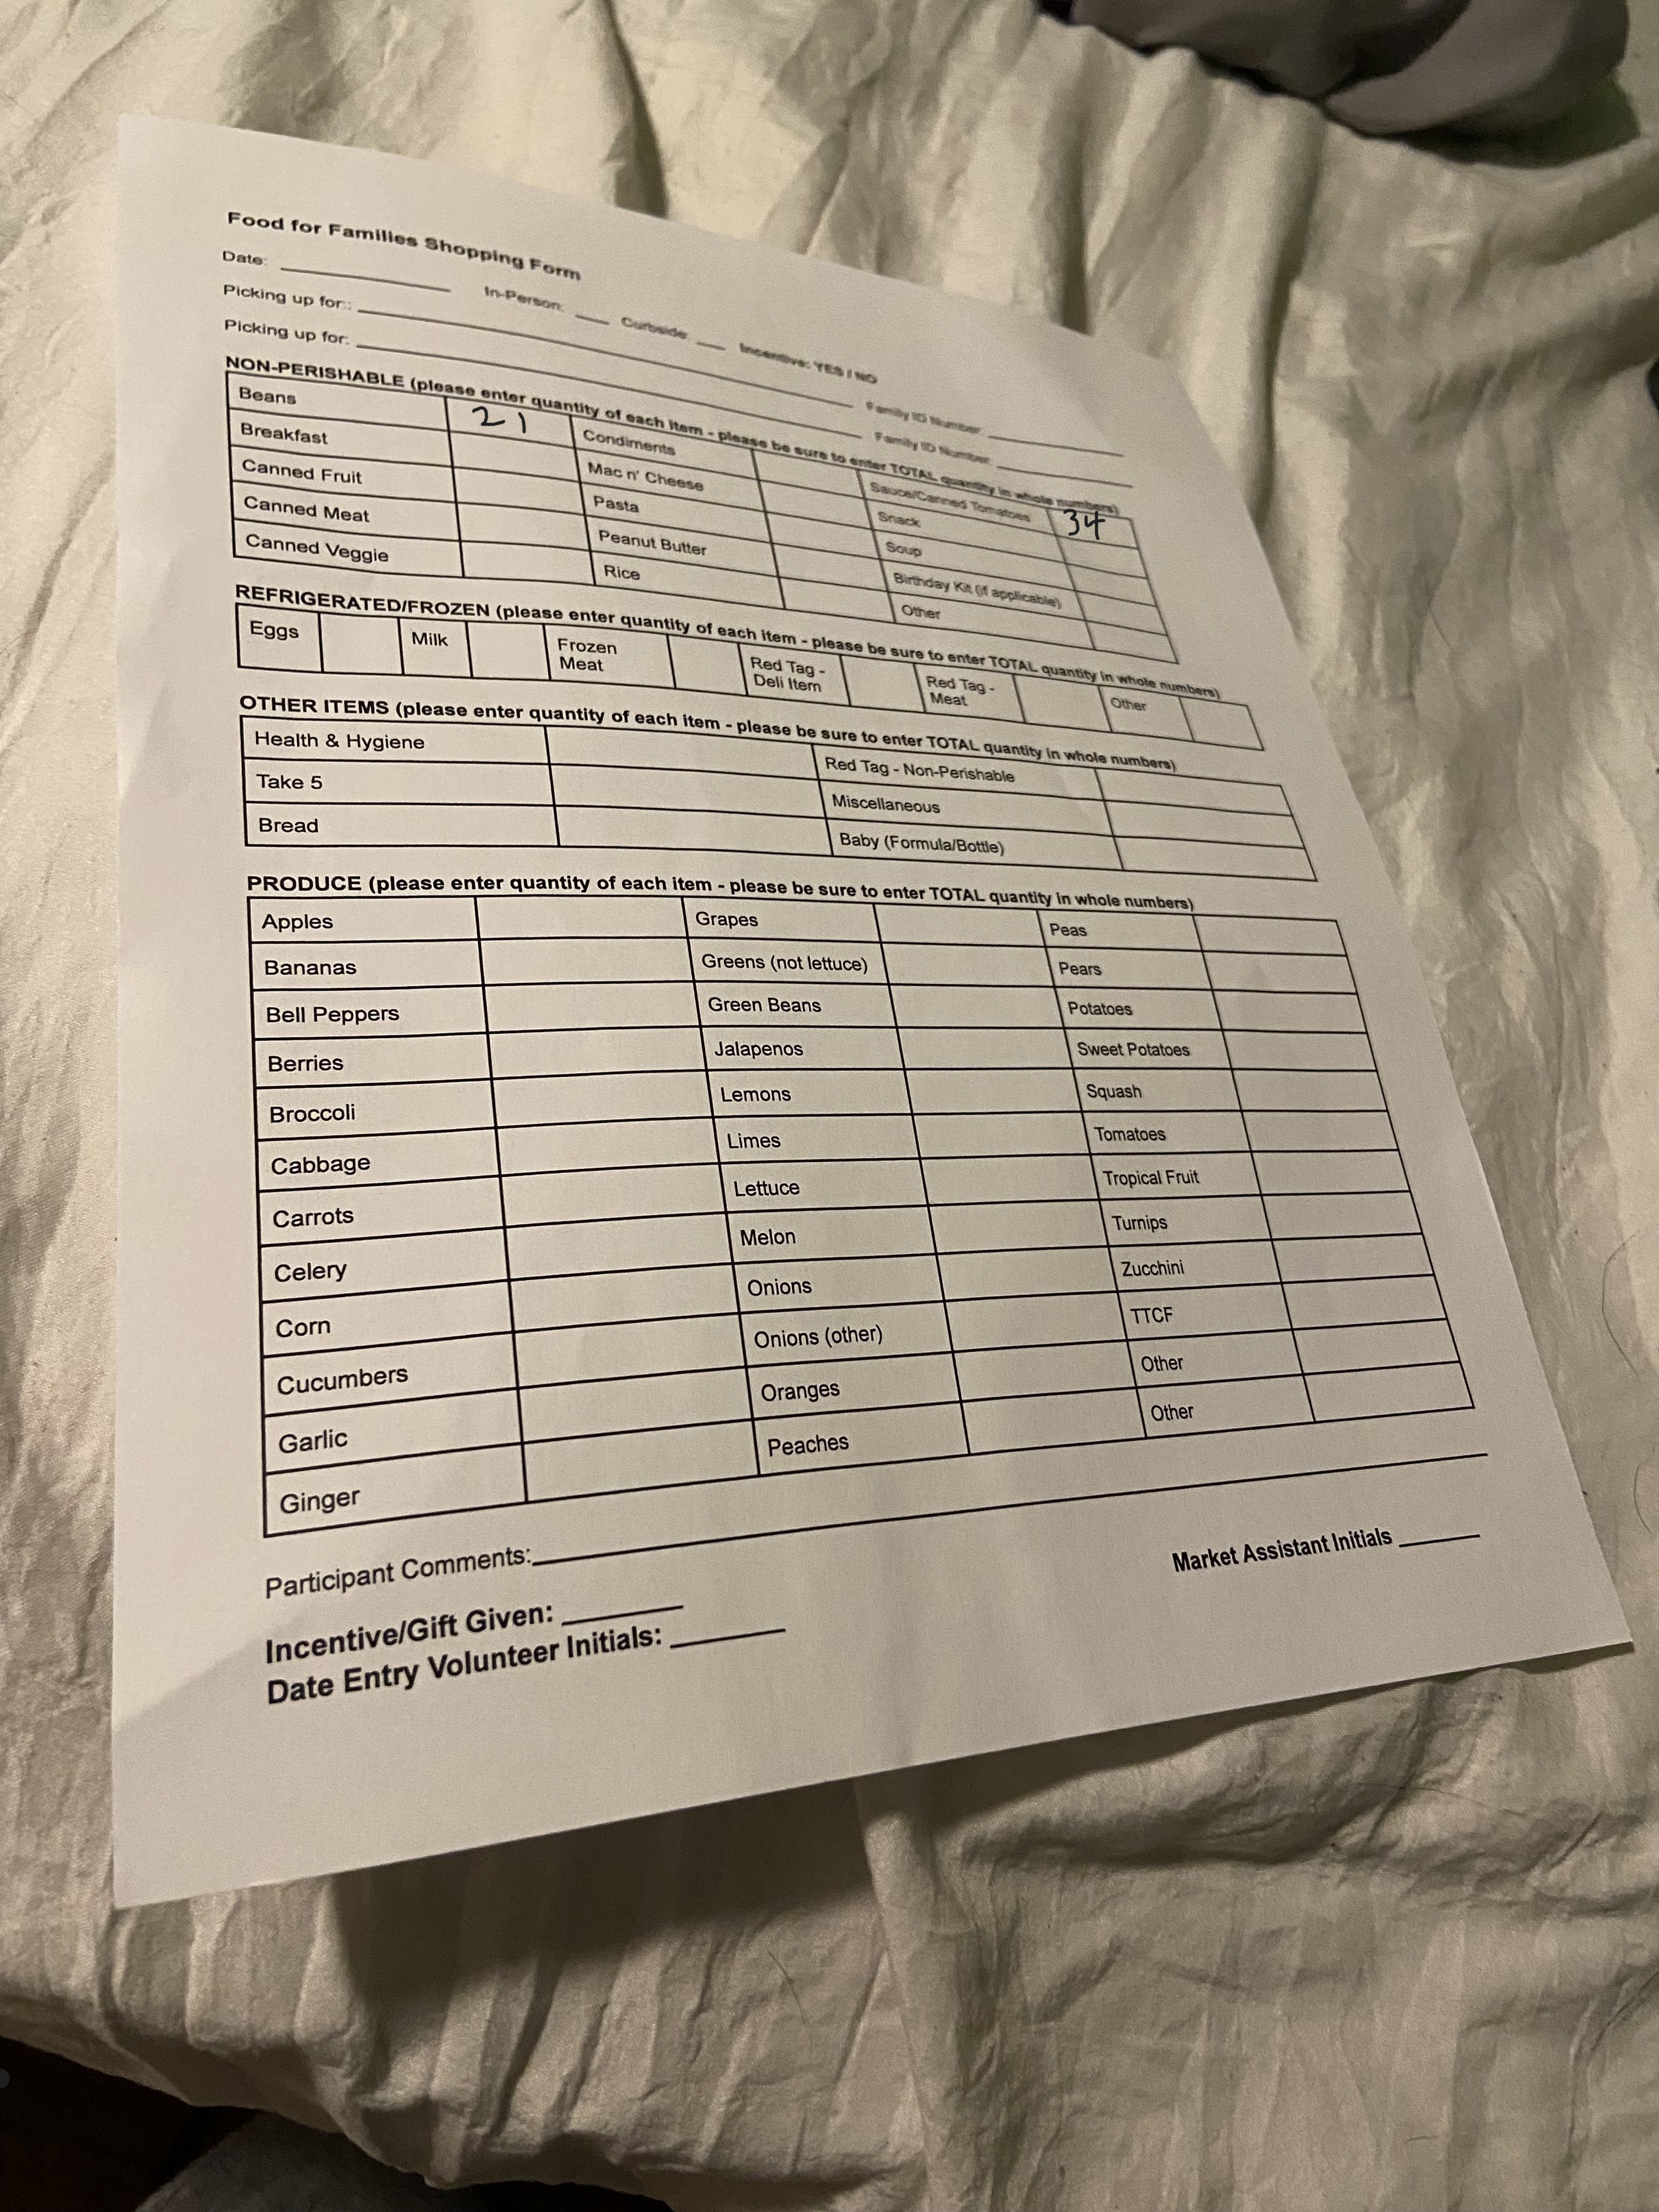 Food for Families Shopping Form
Date: In-Person: Curbside: Incentive: YES / NO
Picking up for:: Family ID Number:
Picking up for: Family ID Number:
NON-PERISHABLE (please enter quantity of each item - please be sure to enter TOTAL quantity in whole numbers)
Beans 21 Condiments Sauce/Canned Tomatoes 34
Breakfast Mac n' Cheese Snack
Canned Fruit Pasta Soup
Canned Meat Peanut Butter Birthday Kit (if applicable)
Canned Veggie Rice Other
REFRIGERATED/FROZEN (please enter quantity of each item - please be sure to enter TOTAL quantity in whole numbers)
Eggs Milk Frozen Red Tag - Red Tag - Other
Meat Deli Item Meat
OTHER ITEMS (please enter quantity of each item - please be sure to enter TOTAL quantity in whole numbers)
Health & Hygiene Red Tag - Non-Perishable
Take 5 Miscellaneous
Bread Baby (Formula/Bottle)
PRODUCE (please enter quantity of each item - please be sure to enter TOTAL quantity in whole numbers)
Apples Grapes Peas
Bananas Greens (not lettuce) Pears
Bell Peppers Green Beans Potatoes
Berries Jalapenos Sweet Potatoes
Broccoli Lemons Squash
Cabbage Limes Tomatoes
Carrots Lettuce Tropical Fruit
Celery Melon Turnips
Corn Onions Zucchini
Cucumbers Onions (other) TTCF
Garlic Oranges Other
Ginger Peaches Other
Participant Comments:
Market Assistant Initials
Incentive/Gift Given:
Date Entry Volunteer Initials: